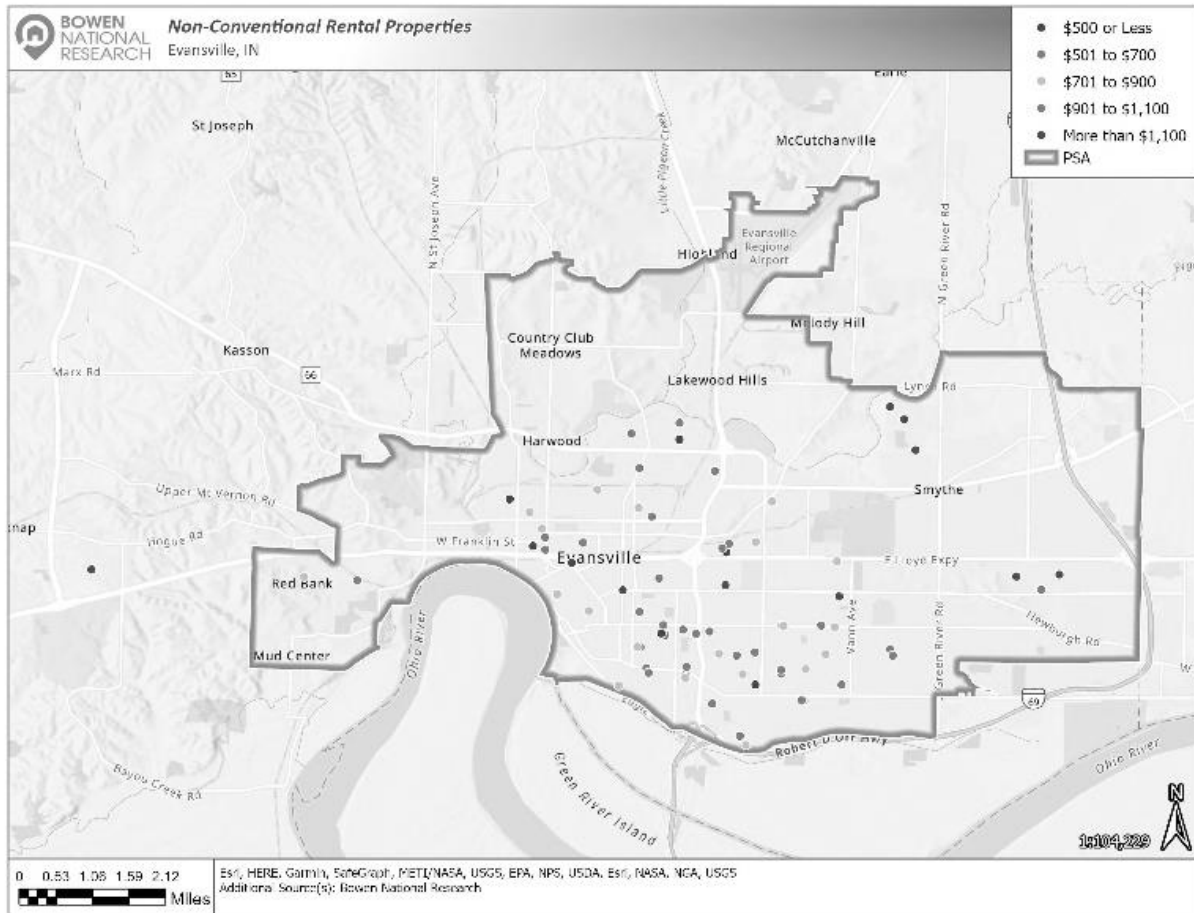 BOWEN
NATIONAL
RESEARCH
Non-Conventional Rental Properties
Evansville, IN
$500 or Less
$501 to $700
$701 to $900
$901 to $1,100
More than $1,100
PSA
65
Earle
St Joseph
McCutchanville
Little Pigeon Creek
N St Joseph Ave
N Green River Rd
Evansville
Regional
Airport
Highland
Melody Hill
Country Club
Meadows
Kasson
66
Marx Rd
Lakewood Hills
Lynch Rd
Harwood
Smythe
Upper Mt Vernon Rd
knap
Hogue Rd
W Franklin St
Evansville
E Lloyd Expy
Red Bank
Vann Ave
Green River Rd
Newburgh Rd
Mud Center
Ohio River
W
69
Robert D Orr Hwy
Bayou Creek Rd
Green River Island
Ohio River
N
1:104,229
0 0.53 1.06 1.59 2.12
Miles
Esri, HERE, Garmin, SafeGraph, METI/NASA, USGS, EPA, NPS, USDA, Esri, NASA, NGA, USGS
Additional Source(s): Bowen National Research